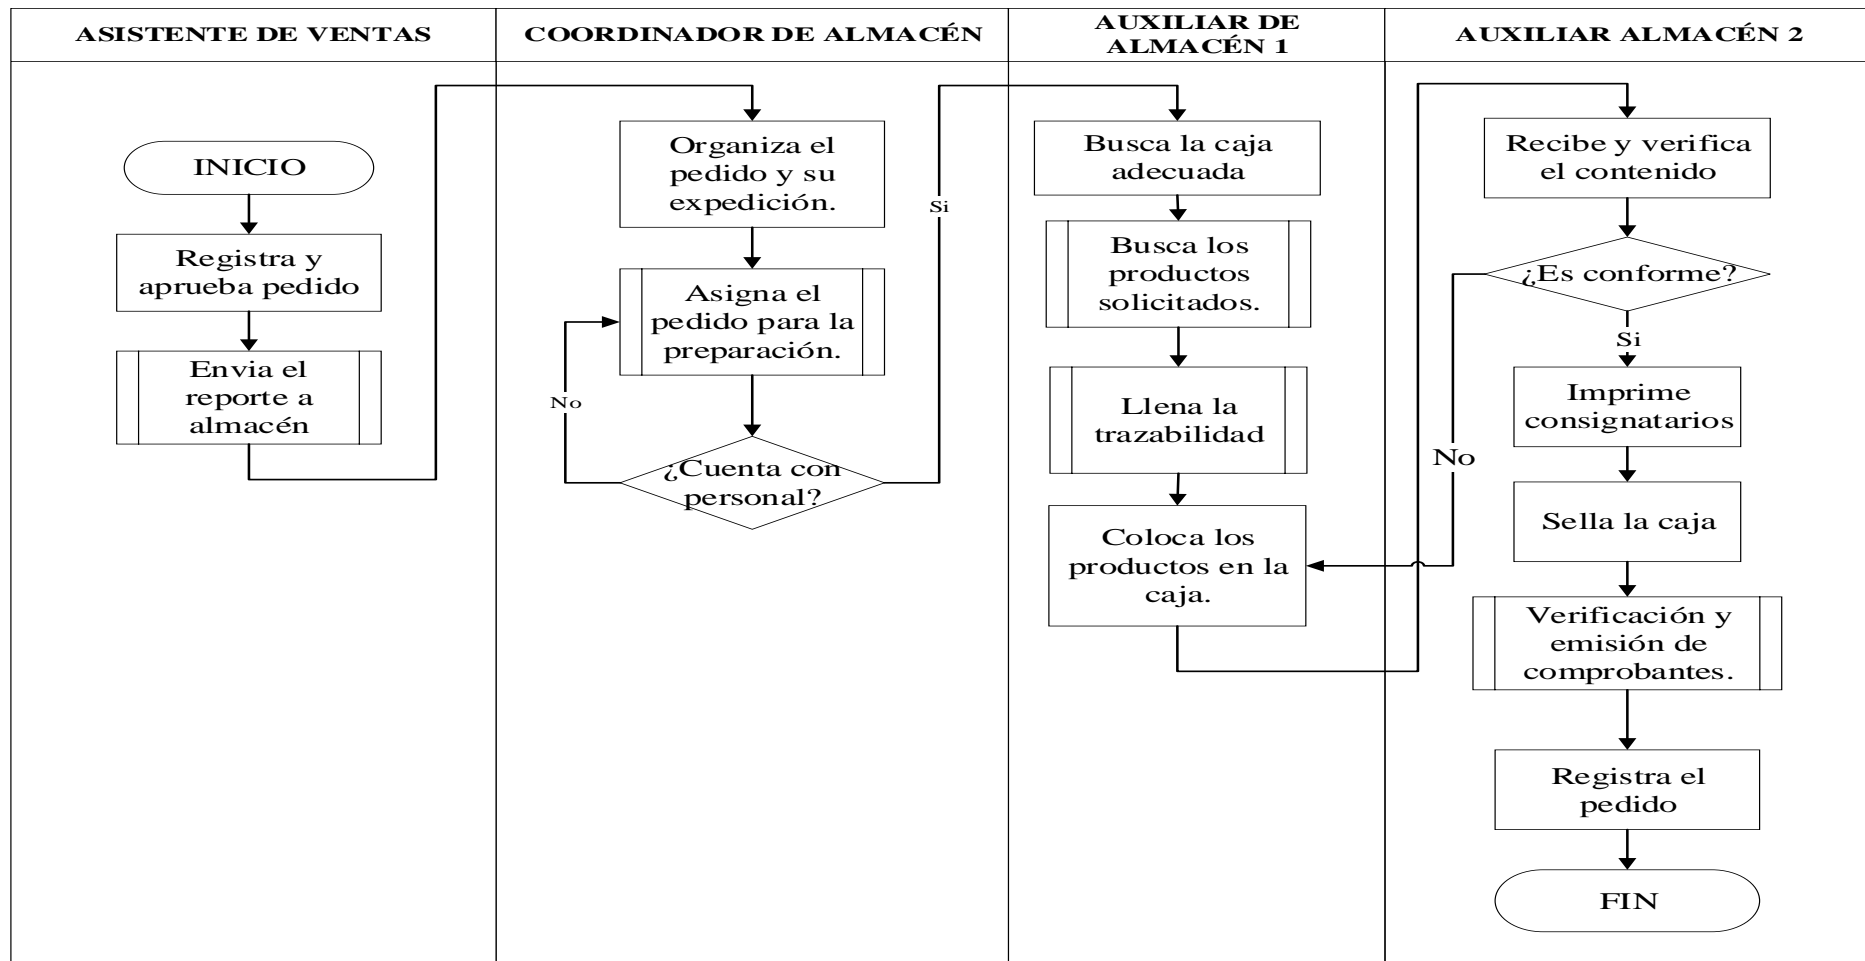 ASISTENTE DE VENTAS
COORDINADOR DE ALMACÉN
AUXILIAR DE
ALMACÉN 1
AUXILIAR ALMACÉN 2
INICIO
Registra y
aprueba pedido
Envia el
reporte a
almacén
Organiza el
pedido y su
expedición.
Asigna el
pedido para la
preparación.
No
¿Cuenta con
personal?
Si
Busca la caja
adecuada
Busca los
productos
solicitados.
Llena la
trazabilidad
Coloca los
productos en la
caja.
Recibe y verifica
el contenido
¿Es conforme?
No
Si
Imprime
consignatarios
Sella la caja
Verificación y
emisión de
comprobantes.
Registra el
pedido
FIN